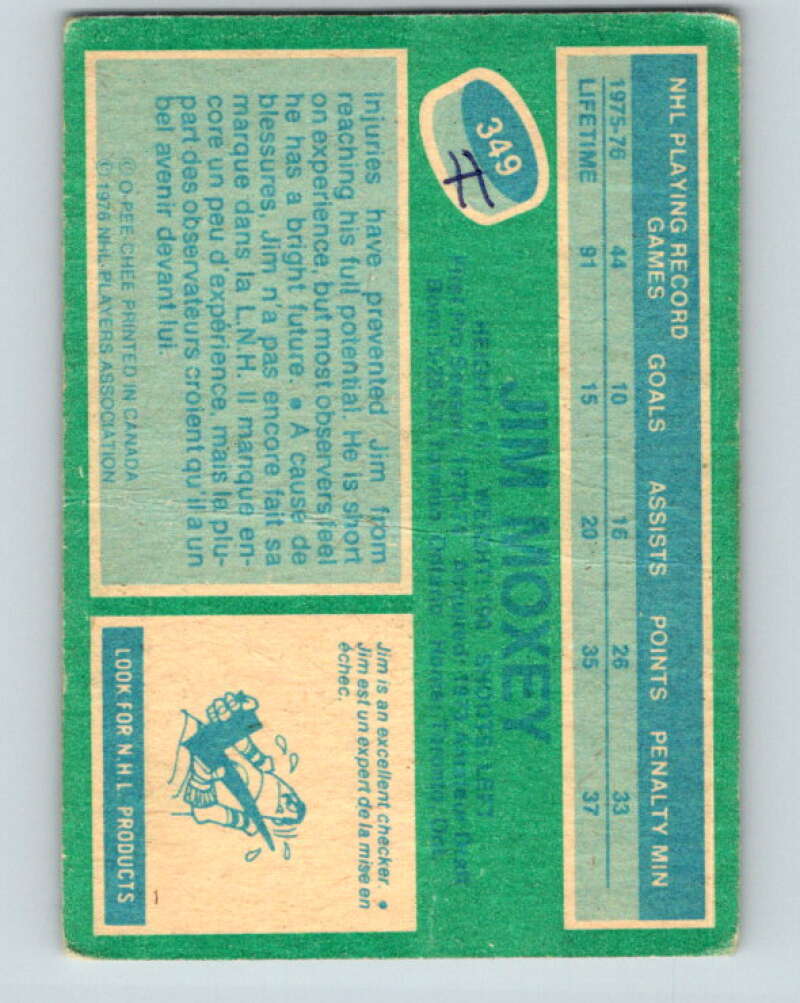 NHL PLAYING RECORD
GAMES GOALS ASSISTS POINTS PENALTY MIN
1975-76 44 10 16 26 33
LIFETIME 91 15 20 35 37
349
H
JIM MOXEY
HEIGHT WEIGHT: 194 SHOOTS LEFT
Injuries have prevented Jim from
reaching his full potential. He is short
on experience, but most observers feel
he has a bright future. • A cause de
blessures, Jim n'a pas encore fait sa
marque dans la L.N.H. Il manque en-
core un peu d'expérience, mais la plu-
part des observateurs croient qu'il a un
bel avenir devant lui.
© O-PEE-CHEE PRINTED IN CANADA
© 1976 NHL PLAYERS ASSOCIATION
Jim is an excellent checker. •
Jim est un expert de la mise en
échec.
LOOK FOR N.H.L. PRODUCTS